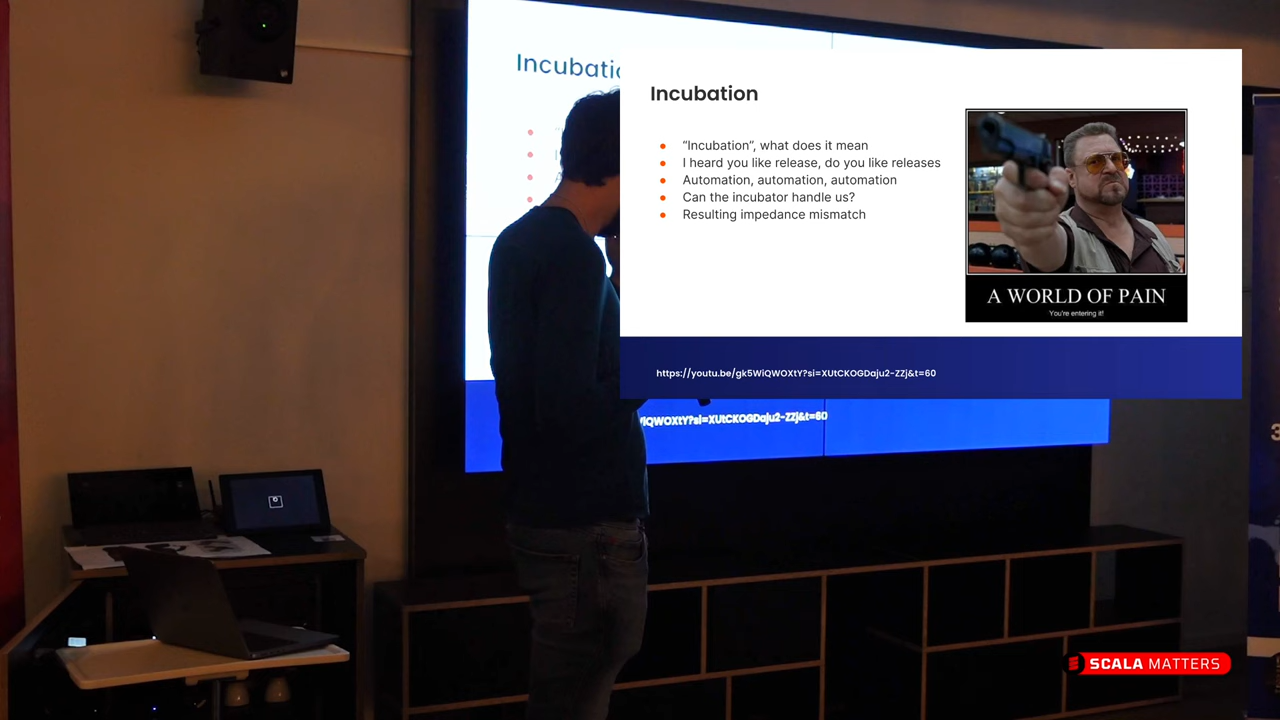 Incubatio
Incubation
“Incubation”, what does it mean
I heard you like release, do you like releases
Automation, automation, automation
Can the incubator handle us?
Resulting impedance mismatch
A WORLD OF PAIN
You're entering it!
https://youtu.be/gk5WiQWOXtY?si=XUtCKOGDaju2-ZZj&t=60
iQWOXtY?si=XUtCKOGDaju2-ZZj&t=60
3
SCALA MATTERS